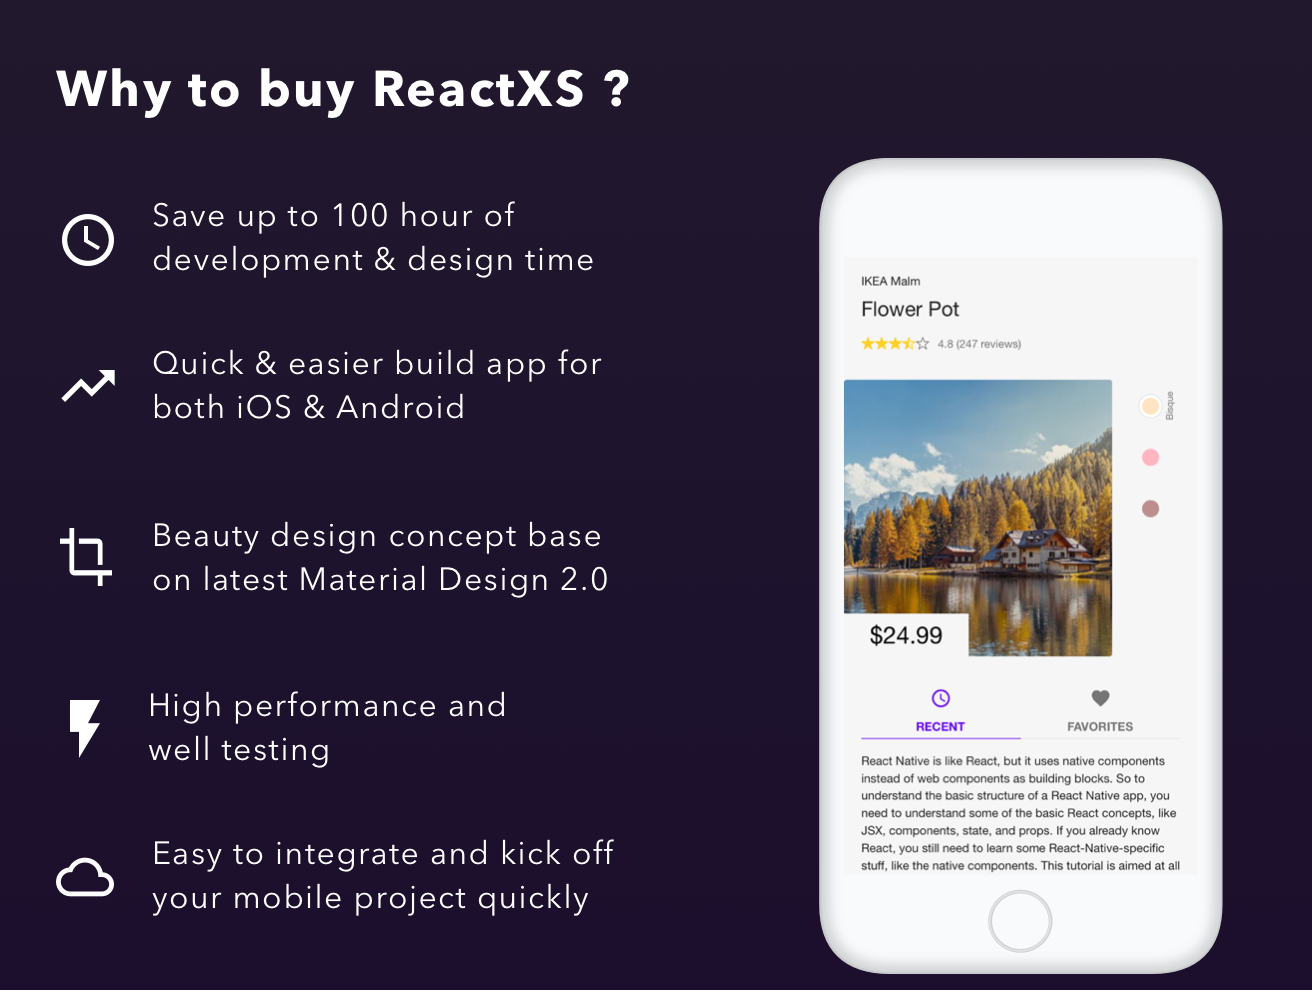 Why to buy ReactXS ?
Save up to 100 hour of
development & design time
Quick & easier build app for
both iOS & Android
Beauty design concept base
on latest Material Design 2.0
High performance and
well testing
Easy to integrate and kick off
your mobile project quickly
IKEA Malm
Flower Pot
4.8 (247 reviews)
Bisque
$24.99
RECENT
FAVORITES
React Native is like React, but it uses native components
instead of web components as building blocks. So to
understand the basic structure of a React Native app, you
need to understand some of the basic React concepts, like
JSX, components, state, and props. If you already know
React, you still need to learn some React-Native-specific
stuff, like the native components. This tutorial is aimed at all